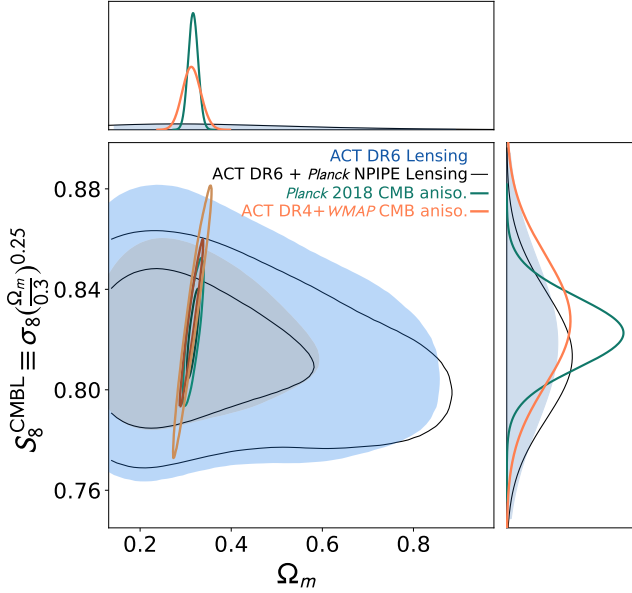 ACT DR6 Lensing
ACT DR6 + Planck NPIPE Lensing
Planck 2018 CMB aniso.
ACT DR4+WMAP CMB aniso.
0.88
0.84
0.80
0.76
S₈^CMBL ≡ σ₈(Ωₘ/0.3)^0.25
0.2 0.4 0.6 0.8
Ωₘ